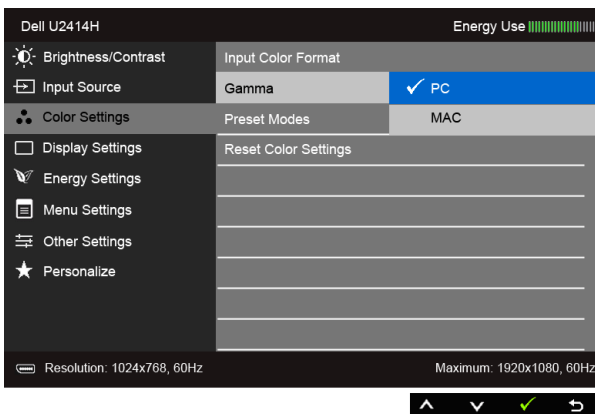 Dell U2414H Energy Use
Brightness/Contrast Input Color Format
Input Source Gamma PC
Color Settings Preset Modes MAC
Display Settings Reset Color Settings
Energy Settings
Menu Settings
Other Settings
Personalize
Resolution: 1024x768, 60Hz Maximum: 1920x1080, 60Hz